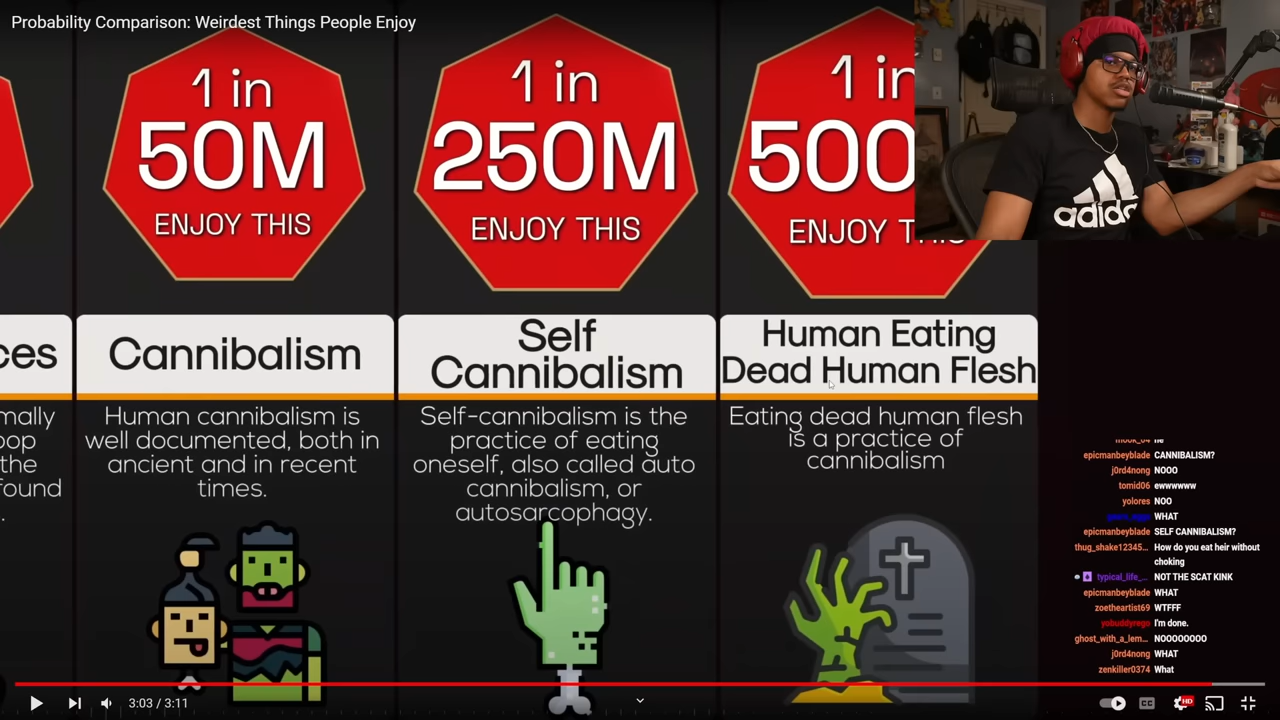 Probability Comparison: Weirdest Things People Enjoy
1 in
50M
ENJOY THIS
1 in
250M
ENJOY THIS
1 in
500
ENJOY THIS
adidas
ces
mally
oop
the
found
.
Cannibalism
Human cannibalism is
well documented, both in
ancient and in recent
times.
Self
Cannibalism
Self-cannibalism is the
practice of eating
oneself, also called auto
cannibalism, or
autosarcophagy.
Human Eating
Dead Human Flesh
Eating dead human flesh
is a practice of
cannibalism
epicmanbeyblade CANNIBALISM?
j0rd4nong NOOO
tomid06 ewwwwww
yolores NOO
WHAT
epicmanbeyblade SELF CANNIBALISM?
thug_shake12345... How do you eat heir without
choking
typical_life_... NOT THE SCAT KINK
epicmanbeyblade WHAT
zoetheartist69 WTFFF
yobuddyrego I'm done.
ghost_with_a_lem... NOOOOOOOO
j0rd4nong WHAT
zenkiller0374 What
3:03 / 3:11
CC
HD